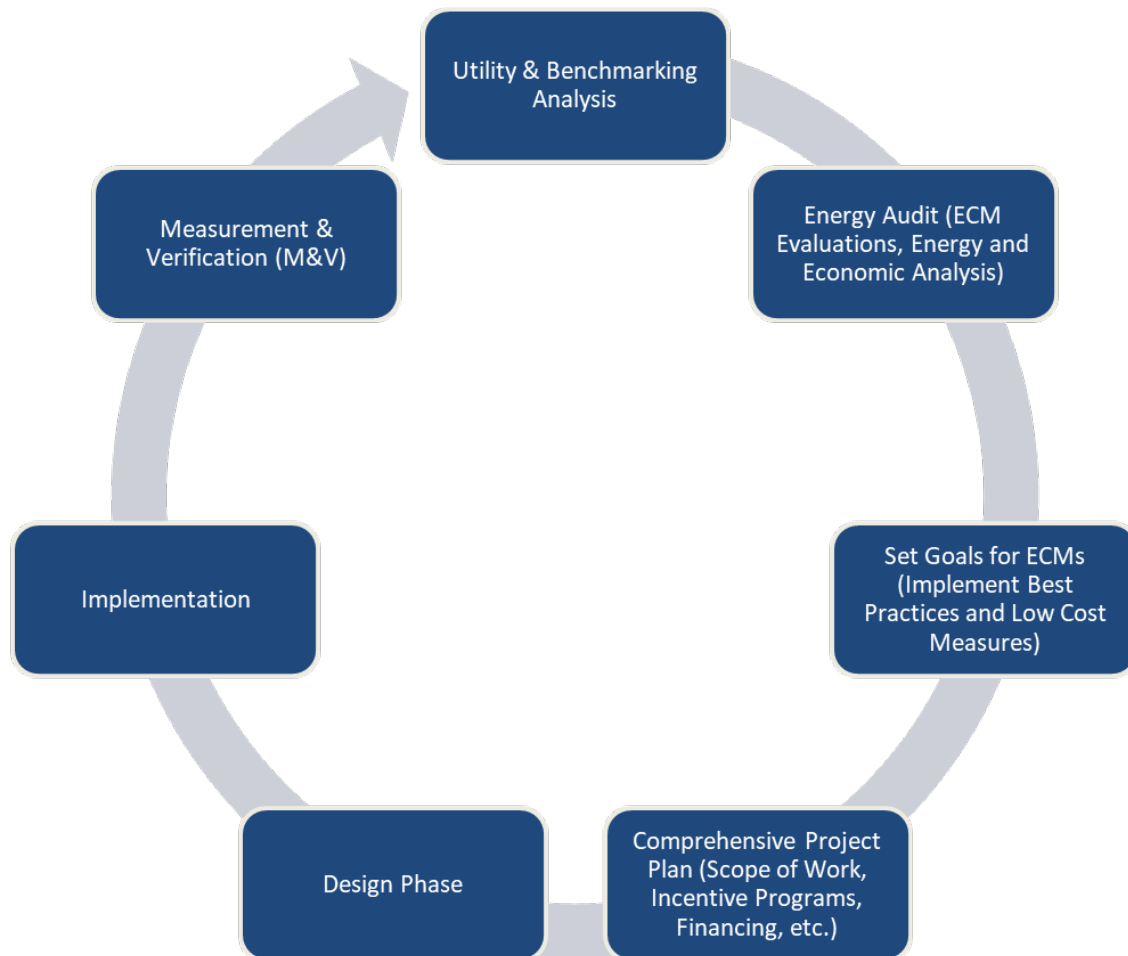 Utility & Benchmarking
Analysis
Energy Audit (ECM
Evaluations, Energy and
Economic Analysis)
Set Goals for ECMs
(Implement Best
Practices and Low Cost
Measures)
Comprehensive Project
Plan (Scope of Work,
Incentive Programs,
Financing, etc.)
Design Phase
Implementation
Measurement &
Verification (M&V)